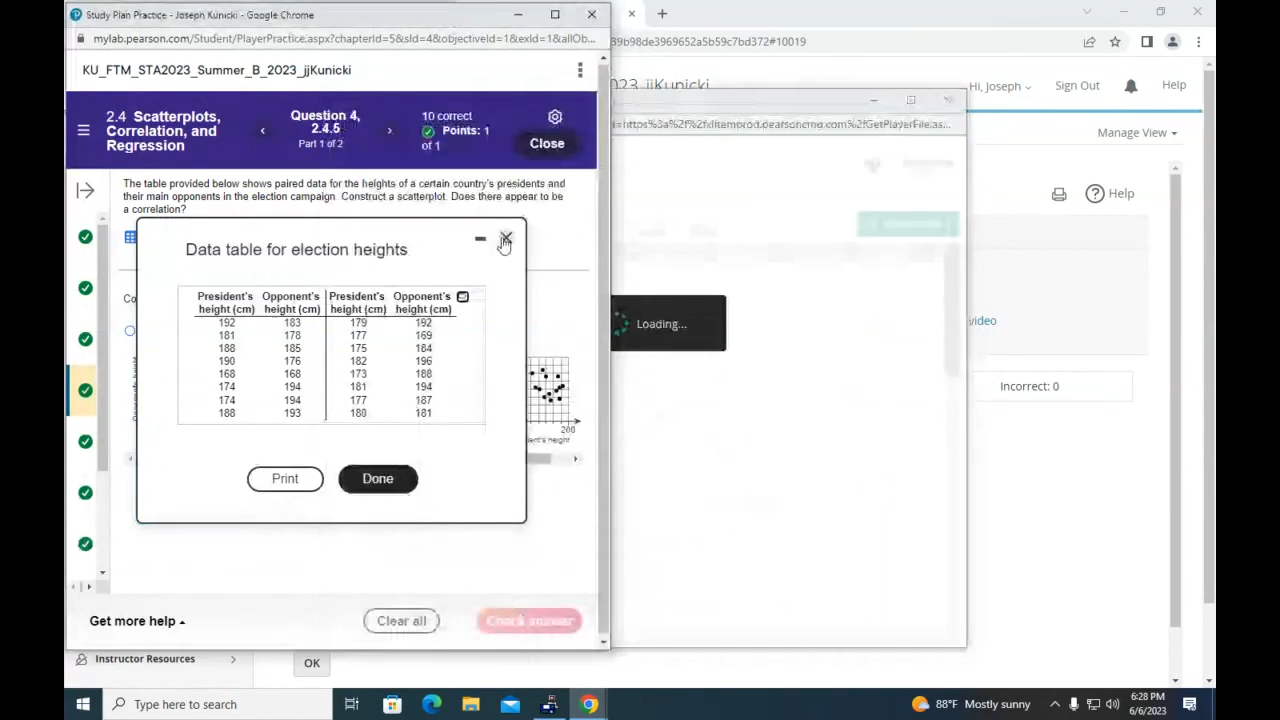 Study Plan Practice - Joseph Kunicki - Google Chrome
mylab.pearson.com/Student/PlayerPractice.aspx?chapterId=5&sId=4&objectiveId=1&exId=1&allOb...
39b98de3969652a5b59c7bd372#10019
KU_FTM_STA2023_Summer_B_2023_jjKunicki
023_jjKunicki
Hi, Joseph
Sign Out
Help
Manage View
2.4 Scatterplots, Correlation, and Regression
Question 4, 2.4.5
Part 1 of 2
10 correct
Points: 1 of 1
Close
Help
The table provided below shows paired data for the heights of a certain country's presidents and
their main opponents in the election campaign. Construct a scatterplot. Does there appear to be
a correlation?
Data table for election heights
President's Opponent's President's Opponent's
height (cm) height (cm) height (cm) height (cm)
192 183 179 192
181 178 177 169
188 185 175 184
190 176 182 196
168 168 173 188
174 194 181 194
174 194 177 187
188 193 180 181
Print
Done
Co
200
ent's height
Loading...
video
Incorrect: 0
Get more help
Clear all
Check answer
Instructor Resources
OK
Type here to search
88°F Mostly sunny
6:28 PM
6/6/2023